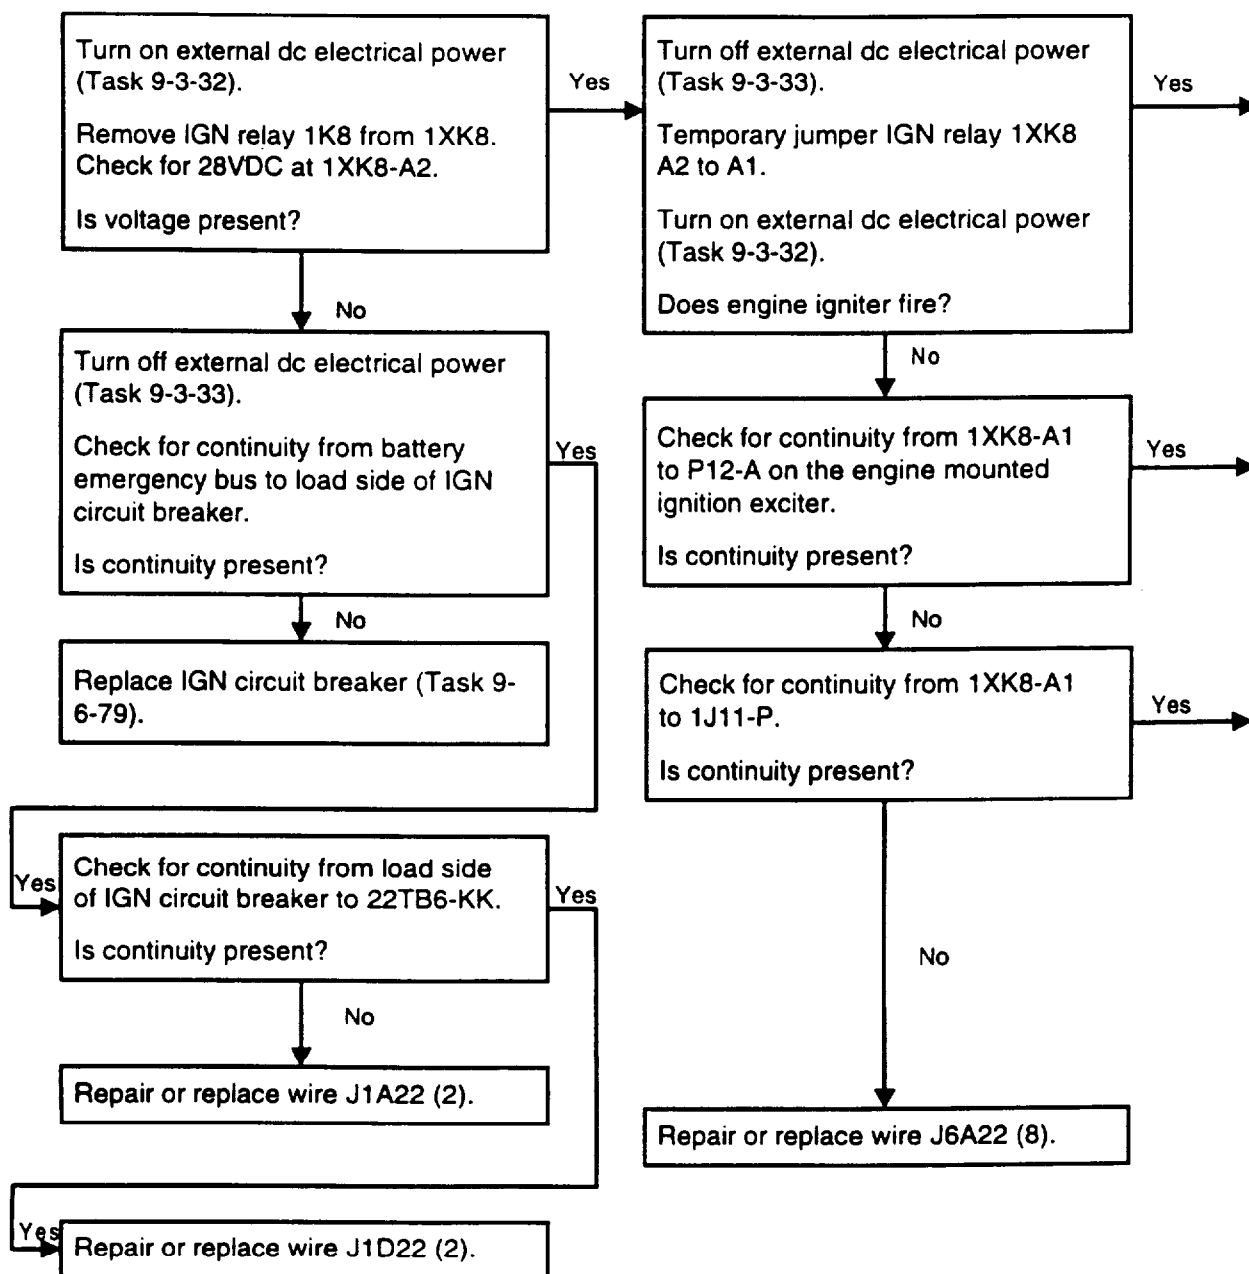 Turn on external dc electrical power
(Task 9-3-32).
Remove IGN relay 1K8 from 1XK8.
Check for 28VDC at 1XK8-A2.
Is voltage present?
Yes
Turn off external dc electrical power
(Task 9-3-33).
Temporary jumper IGN relay 1XK8
A2 to A1.
Turn on external dc electrical power
(Task 9-3-32).
Does engine igniter fire?
Yes
No
No
Turn off external dc electrical power
(Task 9-3-33).
Check for continuity from battery
emergency bus to load side of IGN
circuit breaker.
Is continuity present?
Yes
Check for continuity from 1XK8-A1
to P12-A on the engine mounted
ignition exciter.
Is continuity present?
Yes
No
No
Replace IGN circuit breaker (Task 9-
6-79).
Check for continuity from 1XK8-A1
to 1J11-P.
Is continuity present?
Yes
Yes
Check for continuity from load side
of IGN circuit breaker to 22TB6-KK.
Is continuity present?
Yes
No
No
Repair or replace wire J1A22 (2).
Repair or replace wire J6A22 (8).
Yes
Repair or replace wire J1D22 (2).